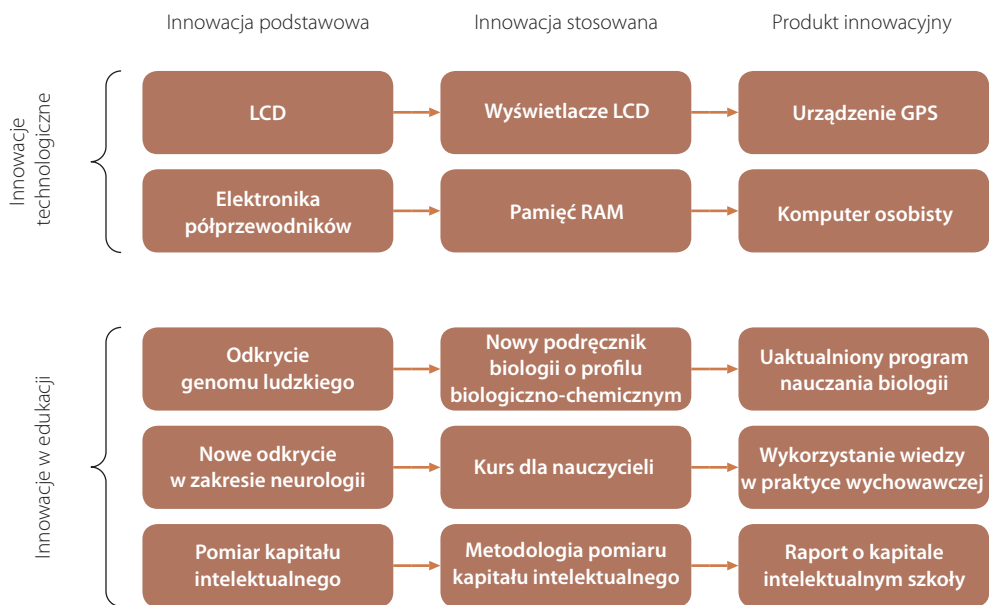 Innowacja podstawowa
Innowacja stosowana
Produkt innowacyjny
Innowacje
technologiczne
LCD
Wyświetlacze LCD
Urządzenie GPS
Elektronika
półprzewodników
Pamięć RAM
Komputer osobisty
Innowacje w edukacji
Odkrycie
genomu ludzkiego
Nowy podręcznik
biologii o profilu
biologiczno-chemicznym
Uaktualniony program
nauczania biologii
Nowe odkrycie
w zakresie neurologii
Kurs dla nauczycieli
Wykorzystanie wiedzy
w praktyce wychowawczej
Pomiar kapitału
intelektualnego
Metodologia pomiaru
kapitału intelektualnego
Raport o kapitale
intelektualnym szkoły